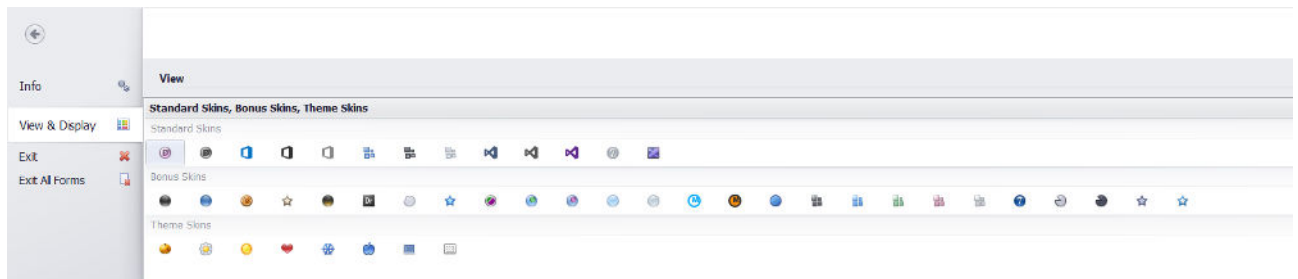 Info
View & Display
Exit
Exit All Forms
View
Standard Skins, Bonus Skins, Theme Skins
Standard Skins
Bonus Skins
Theme Skins